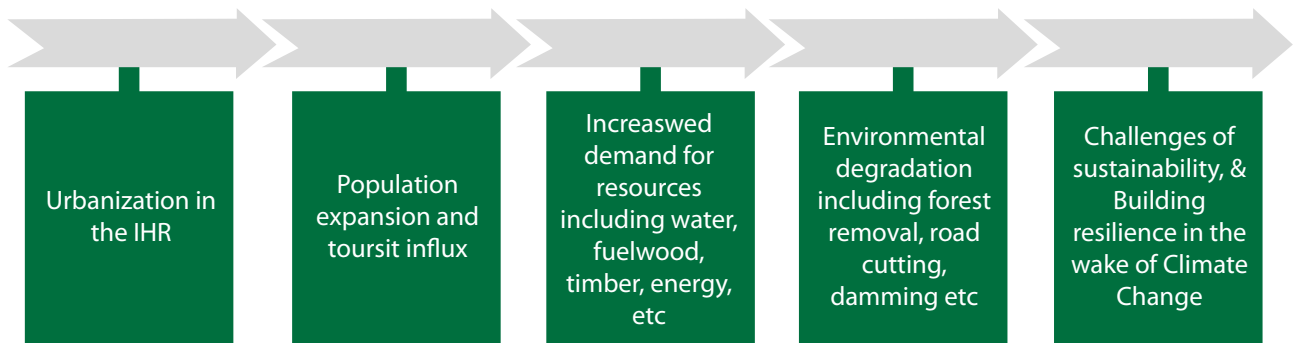 Urbanization in
the IHR
Population
expansion and
toursit influx
Increaswed
demand for
resources
including water,
fuelwood,
timber, energy,
etc
Environmental
degradation
including forest
removal, road
cutting,
damming etc
Challenges of
sustainability, &
Building
resilience in the
wake of Climate
Change